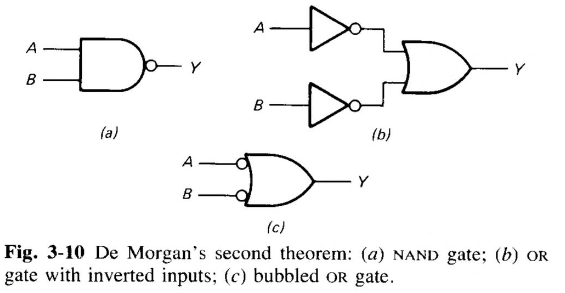 A
B
Y
(a)
A
B
Y
(b)
A
B
Y
(c)
Fig. 3-10 De Morgan's second theorem: (a) NAND gate; (b) OR
gate with inverted inputs; (c) bubbled OR gate.